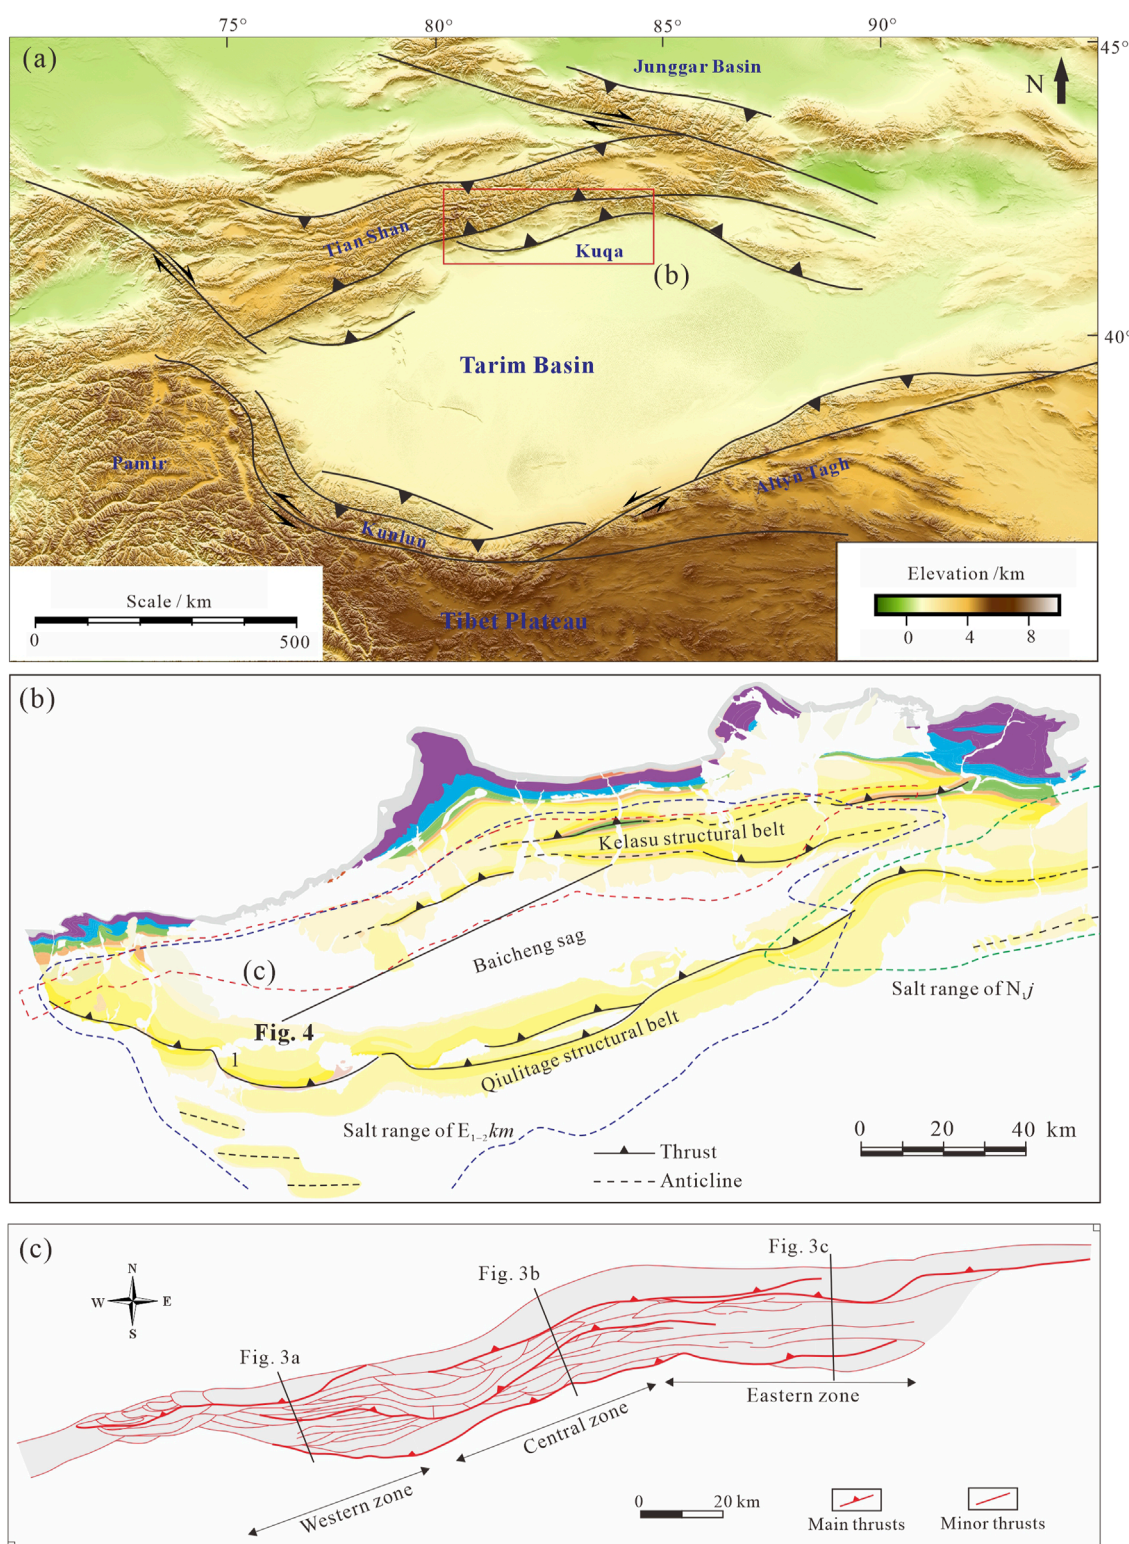 75° 80° 85° 90°
(a)
Junggar Basin
N
45°
Tian Shan
Kuqa
(b)
40°
Tarim Basin
Pamir
Altyn Tagh
Kunlun
Tibet Plateau
Scale / km
0 500
Elevation /km
0 4 8
(b)
Kelasu structural belt
Baicheng sag
(c)
Salt range of N₁j
Fig. 4
1
Qiulitage structural belt
Salt range of E₁₋₂km
0 20 40 km
Thrust
Anticline
(c)
N
W E
S
Fig. 3a
Fig. 3b
Fig. 3c
Eastern zone
Central zone
Western zone
0 20 km
Main thrusts
Minor thrusts